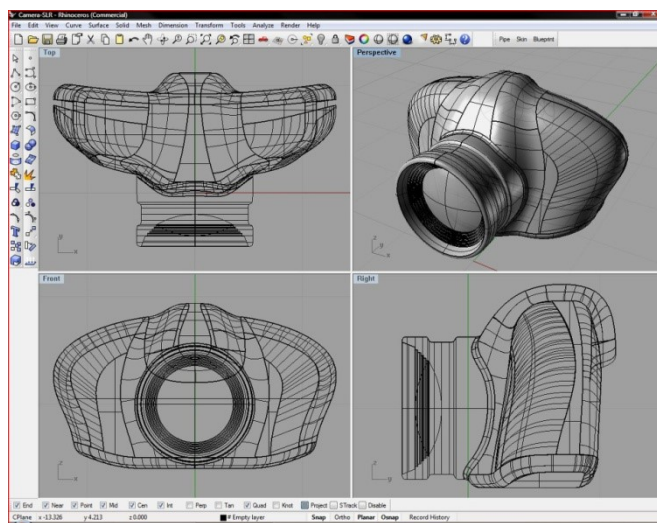 Camera-SLR - Rhinoceros (Commercial)
File Edit View Curve Surface Solid Mesh Dimension Transform Tools Analyze Render Help
Pipe Skin Blueprint
Top
Perspective
y
x
z
y
x
Front
Right
z
x
z
y
End Near Point Mid Cen Int Perp Tan Quad Knot Project STrack Disable
CPlane x -13.326 y 4.213 z 0.000 # Empty layer Snap Ortho Planar Osnap Record History